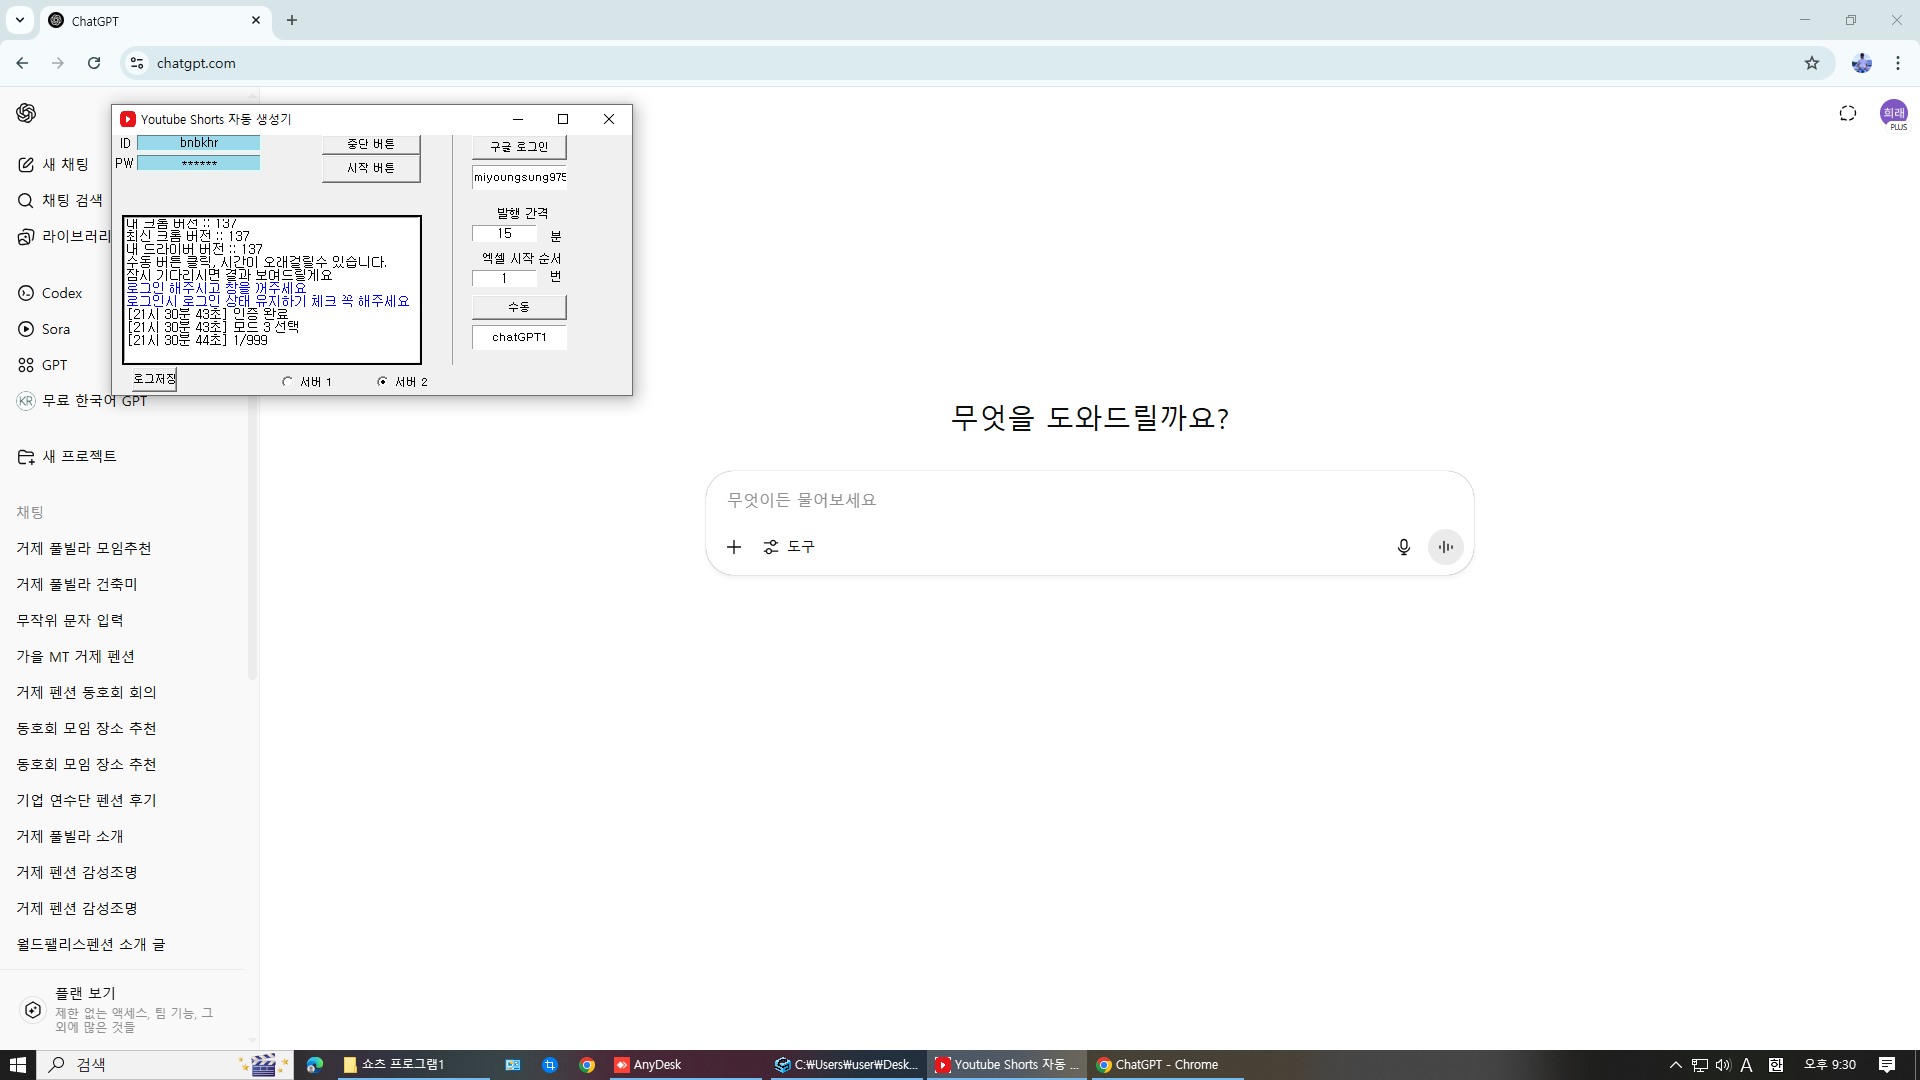 ChatGPT
chatgpt.com
희래
PLUS
새 채팅
채팅 검색
라이브러리
Codex
Sora
GPT
KR 무료 한국어 GPT
새 프로젝트
채팅
거제 풀빌라 모임추천
거제 풀빌라 건축미
무작위 문자 입력
가을 MT 거제 펜션
거제 펜션 동호회 회의
동호회 모임 장소 추천
동호회 모임 장소 추천
기업 연수단 펜션 후기
거제 풀빌라 소개
거제 펜션 감성조명
거제 펜션 감성조명
월드팰리스펜션 소개 글
플랜 보기
제한 없는 액세스, 팀 기능, 그
외에 많은 것들
Youtube Shorts 자동 생성기
ID bnbkhr
PW ******
중단 버튼
시작 버튼
내 크롬 버전 :: 137
최신 크롬 버전 :: 137
내 드라이버 버전 :: 137
수동 버튼 클릭, 시간이 오래걸릴수 있습니다.
잠시 기다리시면 결과 보여드릴게요
로그인 해주시고 창을 꺼주세요
로그인시 로그인 상태 유지하기 체크 꼭 해주세요
[21시 30분 43초] 인증 완료
[21시 30분 43초] 모드 3 선택
[21시 30분 44초] 1/999
로그저장
서버 1
서버 2
구글 로그인
miyoungsung975
발행 간격
15 분
엑셀 시작 순서
1 번
수동
chatGPT1
무엇을 도와드릴까요?
무엇이든 물어보세요
도구
검색
쇼츠 프로그램1
AnyDesk
C:₩Users₩user₩Desk...
Youtube Shorts 자동 ...
ChatGPT - Chrome
A
한
오후 9:30